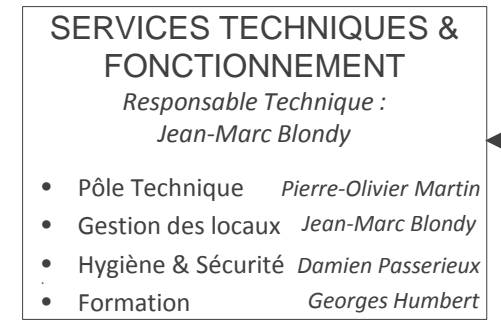 SERVICES TECHNIQUES &
FONCTIONNEMENT
Responsable Technique :
Jean-Marc Blondy
• Pôle Technique Pierre-Olivier Martin
• Gestion des locaux Jean-Marc Blondy
• Hygiène & Sécurité Damien Passerieux
• Formation Georges Humbert